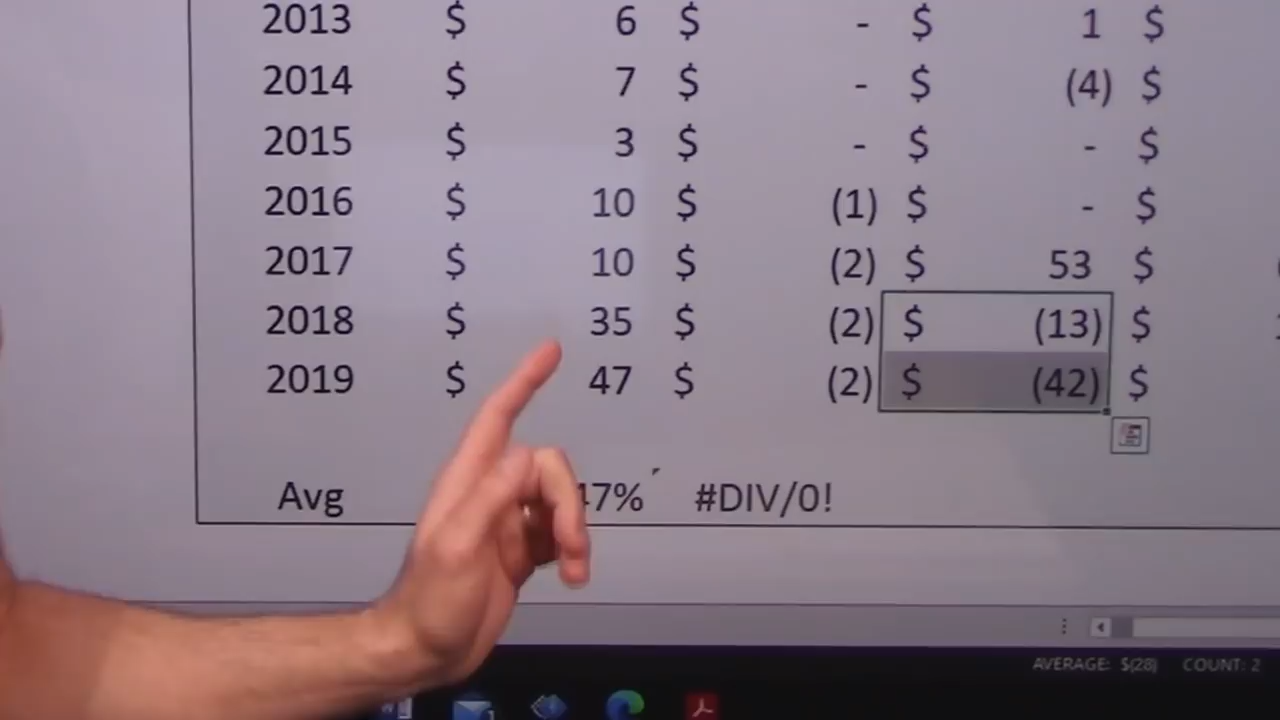 2013 $ 6 $ - $ 1 $
2014 $ 7 $ - $ (4) $
2015 $ 3 $ - $ - $
2016 $ 10 $ (1) $ - $
2017 $ 10 $ (2) $ 53 $
2018 $ 35 $ (2) $ (13) $
2019 $ 47 $ (2) $ (42) $
Avg 47% #DIV/0!
AVERAGE: $(28) COUNT: 2